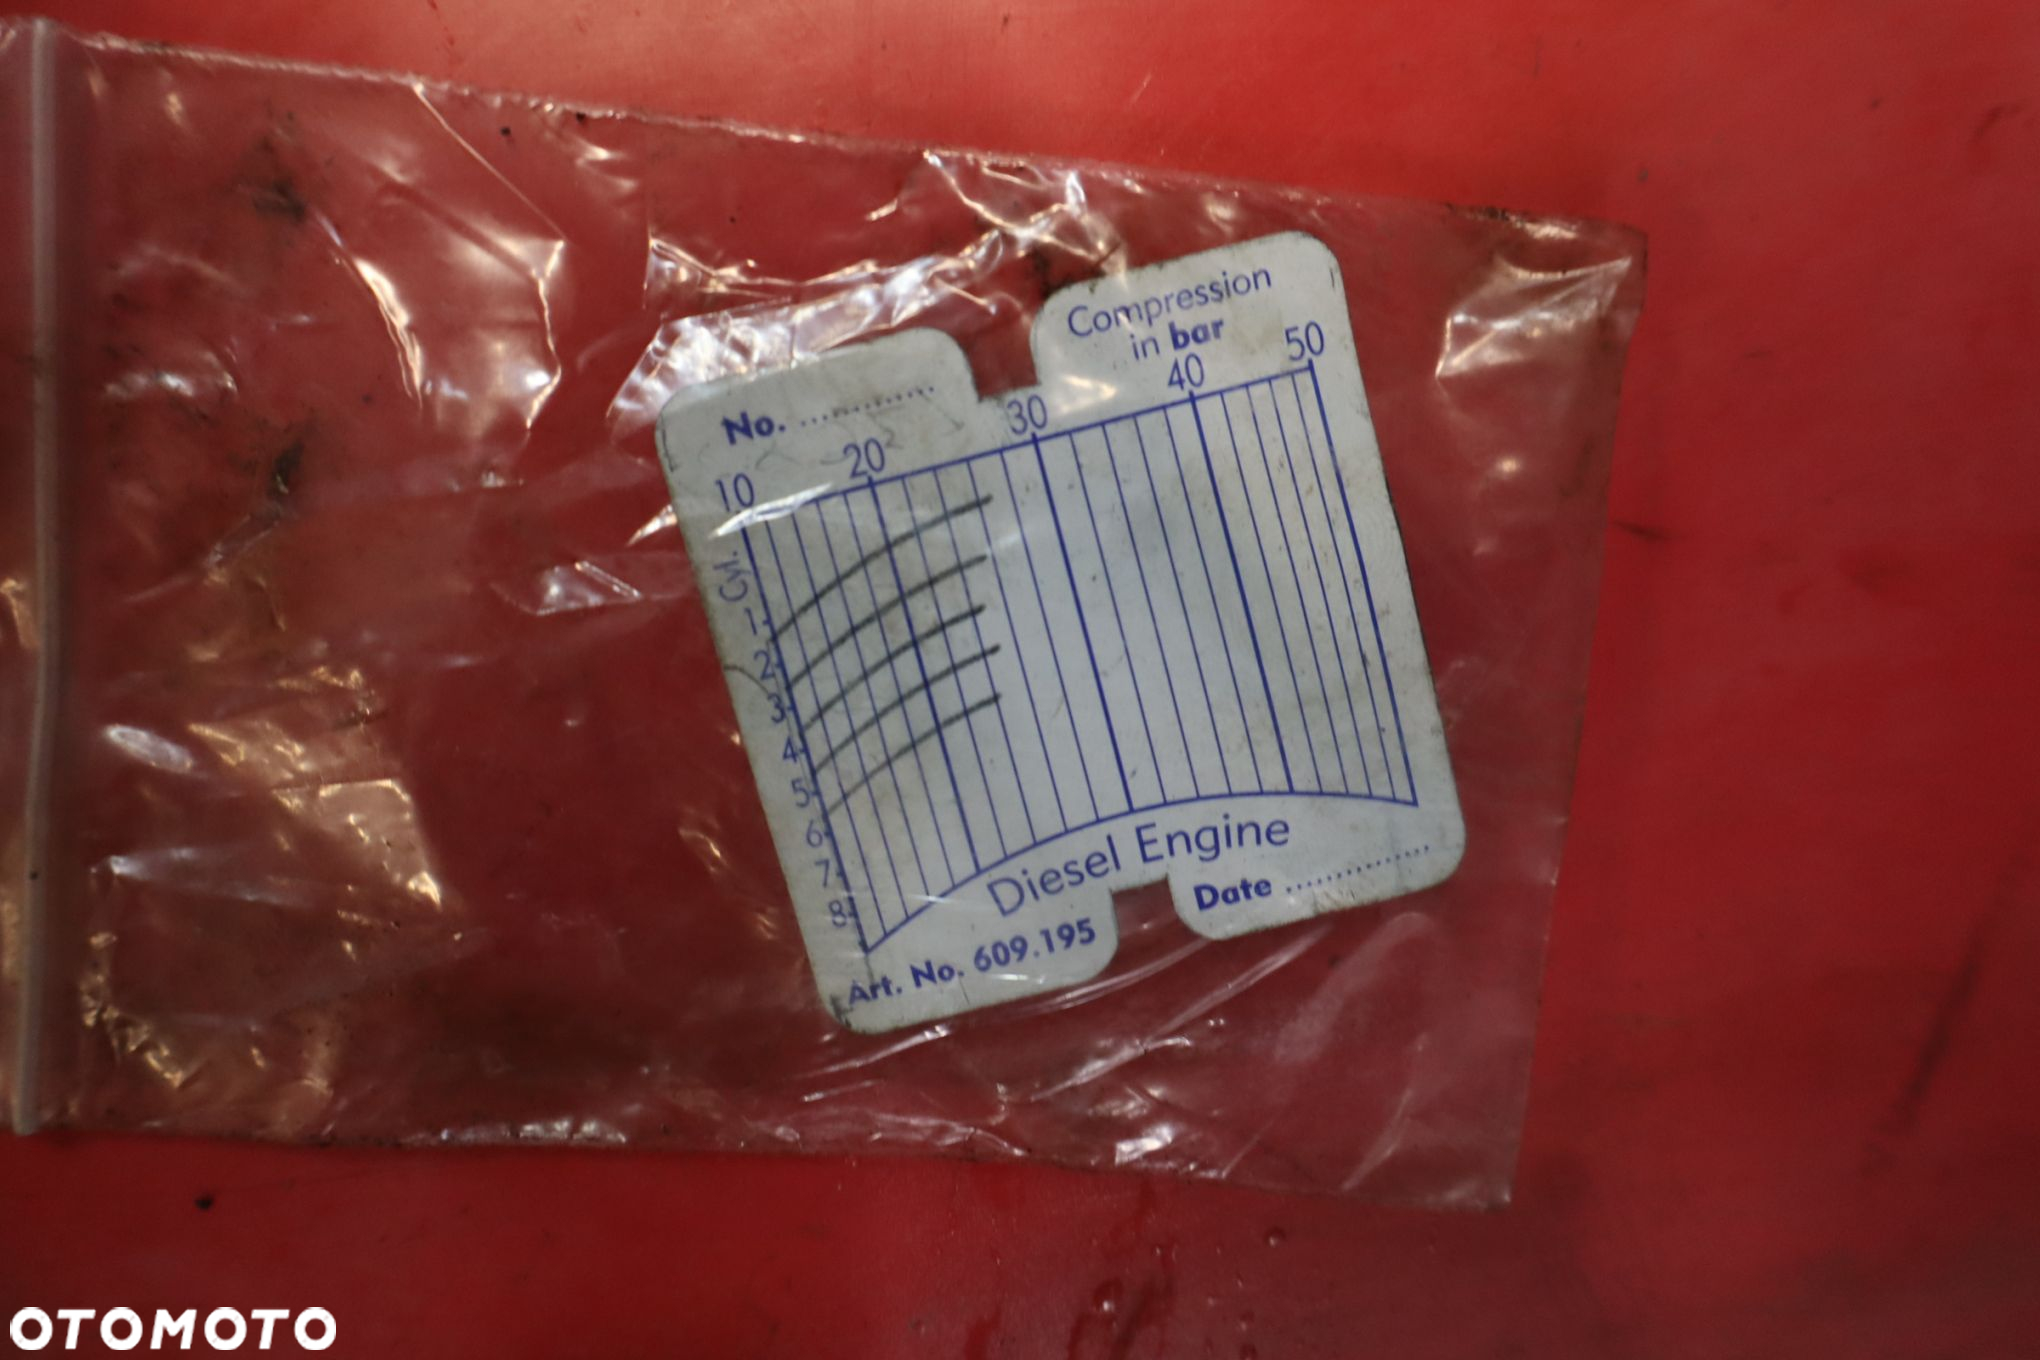 Compression
in bar
No. ..............
10 20 30 40 50
Cyl.
1
2
3
4
5
6
7
8
Diesel Engine
Art. No. 609.195
Date ...............
OTOMOTO